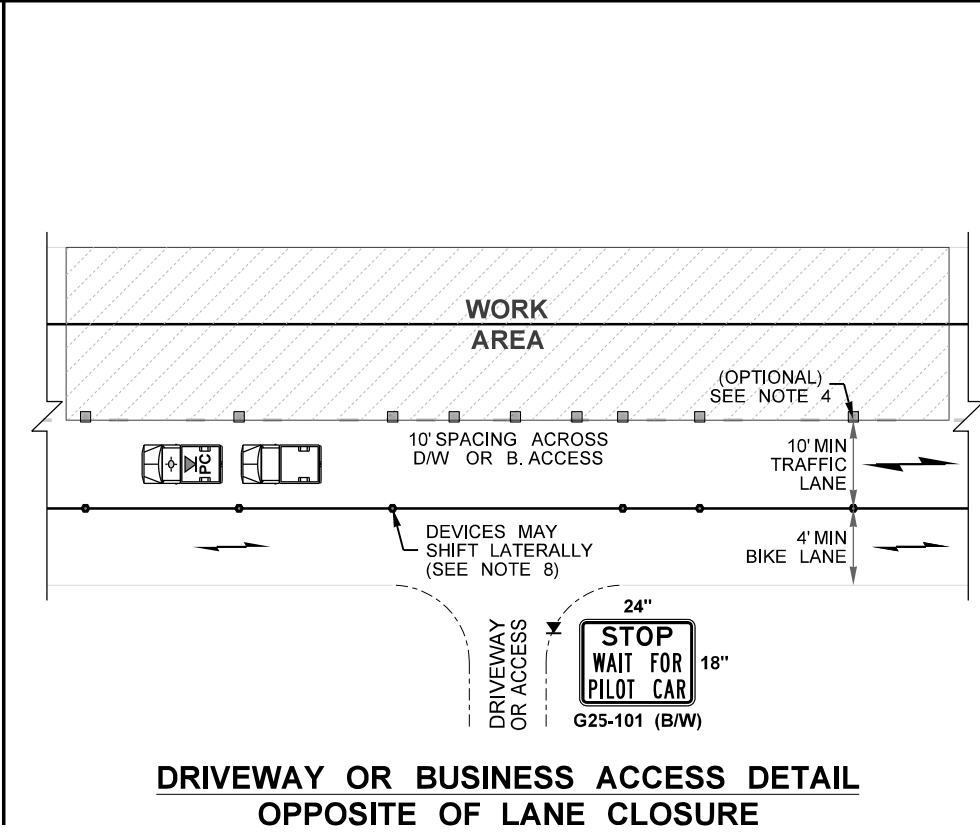 WORK
AREA
(OPTIONAL)
SEE NOTE 4
10' SPACING ACROSS
D/W OR B. ACCESS
10' MIN
TRAFFIC
LANE
PC
DEVICES MAY
SHIFT LATERALLY
(SEE NOTE 8)
4' MIN
BIKE LANE
DRIVEWAY
OR ACCESS
24"
STOP
WAIT FOR
PILOT CAR
18"
G25-101 (B/W)
DRIVEWAY OR BUSINESS ACCESS DETAIL
OPPOSITE OF LANE CLOSURE